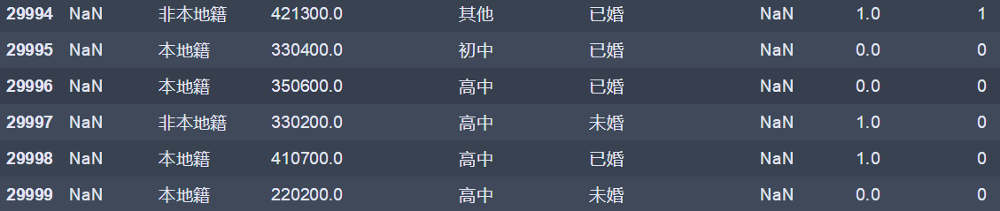 29994 NaN 非本地籍 421300.0 其他 已婚 NaN 1.0 1
29995 NaN 本地籍 330400.0 初中 已婚 NaN 0.0 0
29996 NaN 本地籍 350600.0 高中 已婚 NaN 0.0 0
29997 NaN 非本地籍 330200.0 高中 未婚 NaN 1.0 0
29998 NaN 本地籍 410700.0 高中 已婚 NaN 1.0 0
29999 NaN 本地籍 220200.0 高中 未婚 NaN 0.0 0